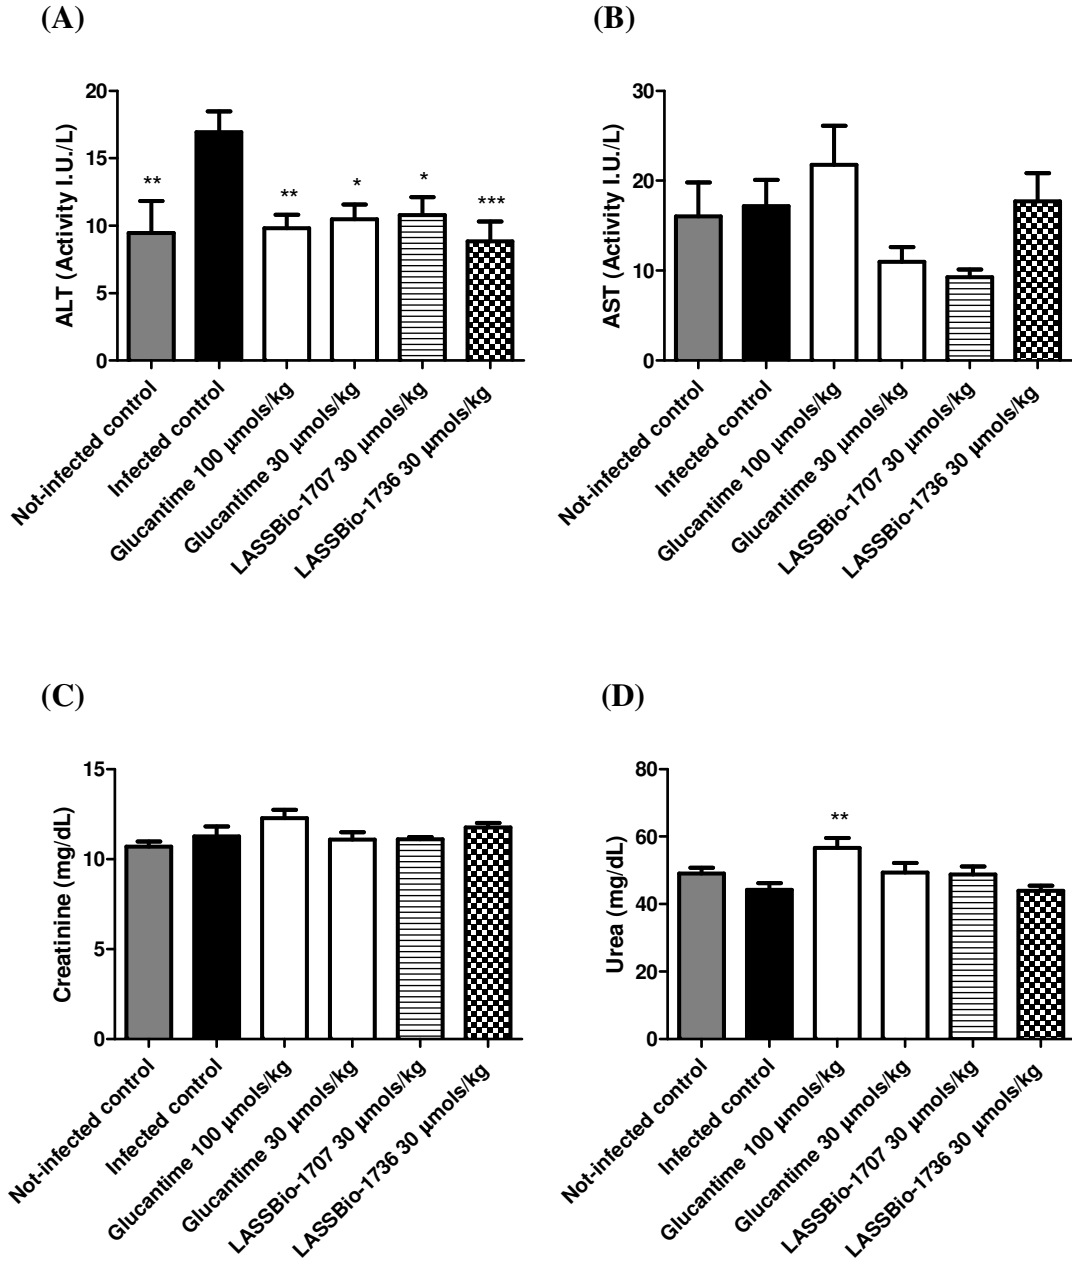 (A)
ALT (Activity I.U./L)
20
15
10
5
0
**
**
*
*
***
Not-infected control
Infected control
Glucantime 100 µmols/kg
Glucantime 30 µmols/kg
LASSBio-1707 30 µmols/kg
LASSBio-1736 30 µmols/kg
(B)
AST (Activity I.U./L)
30
20
10
0
Not-infected control
Infected control
Glucantime 100 µmols/kg
Glucantime 30 µmols/kg
LASSBio-1707 30 µmols/kg
LASSBio-1736 30 µmols/kg
(C)
Creatinine (mg/dL)
15
10
5
0
Not-infected control
Infected control
Glucantime 100 µmols/kg
Glucantime 30 µmols/kg
LASSBio-1707 30 µmols/kg
LASSBio-1736 30 µmols/kg
(D)
Urea (mg/dL)
80
60
40
20
0
**
Not-infected control
Infected control
Glucantime 100 µmols/kg
Glucantime 30 µmols/kg
LASSBio-1707 30 µmols/kg
LASSBio-1736 30 µmols/kg